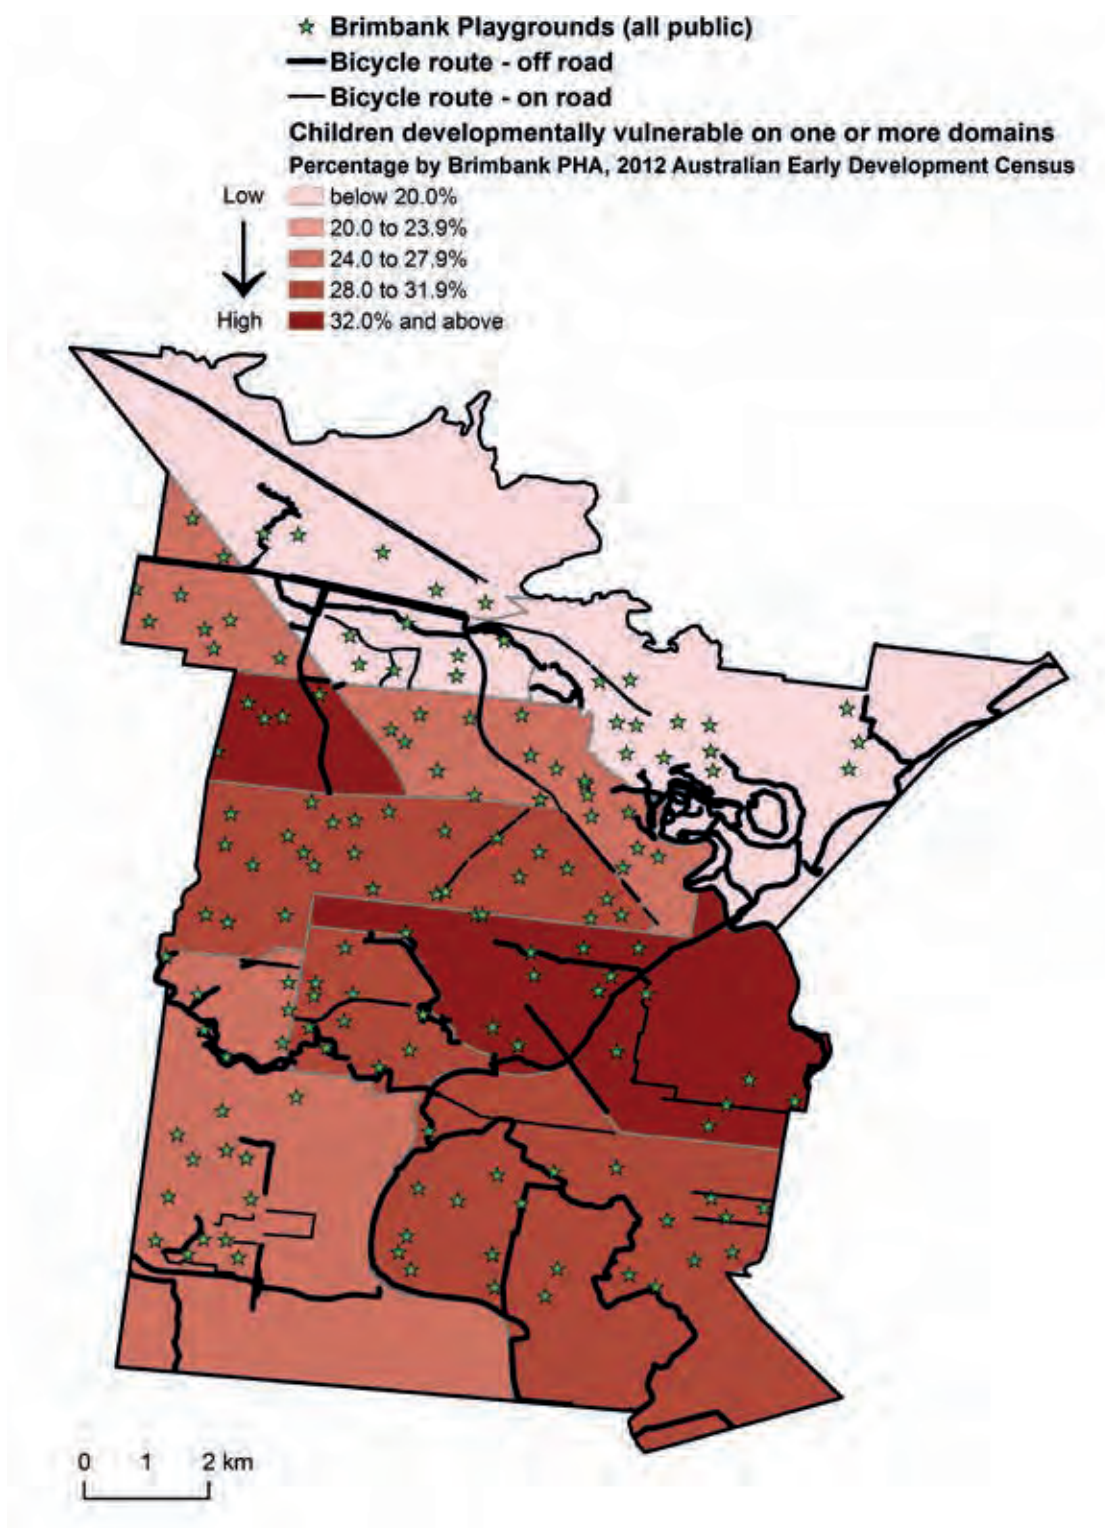 Brimbank Playgrounds (all public)
Bicycle route - off road
Bicycle route - on road
Children developmentally vulnerable on one or more domains
Percentage by Brimbank PHA, 2012 Australian Early Development Census
Low
below 20.0%
20.0 to 23.9%
24.0 to 27.9%
28.0 to 31.9%
High
32.0% and above
0 1 2 km